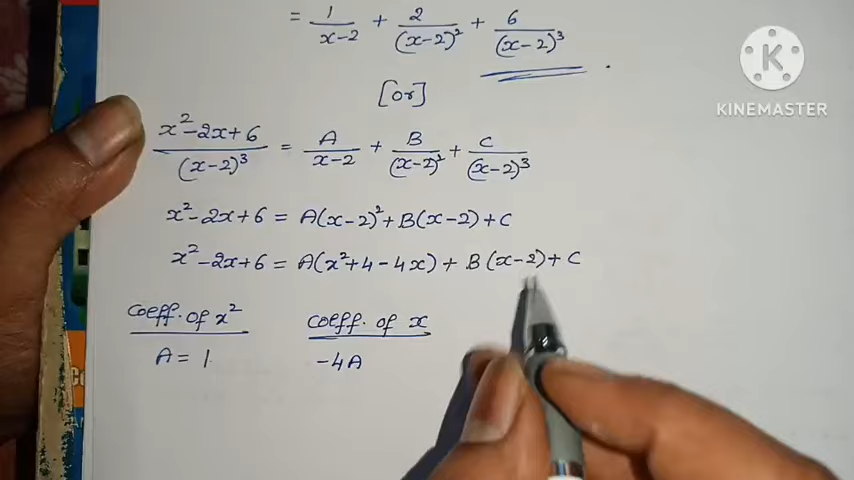 = 1/(x-2) + 2/(x-2)² + 6/(x-2)³
[or]
(x²-2x+6)/(x-2)³ = A/(x-2) + B/(x-2)² + C/(x-2)³
x²-2x+6 = A(x-2)² + B(x-2) + C
x²-2x+6 = A(x²+4-4x) + B(x-2) + C
Coeff. of x² Coeff. of x
A = 1 -4A
K
KINEMASTER